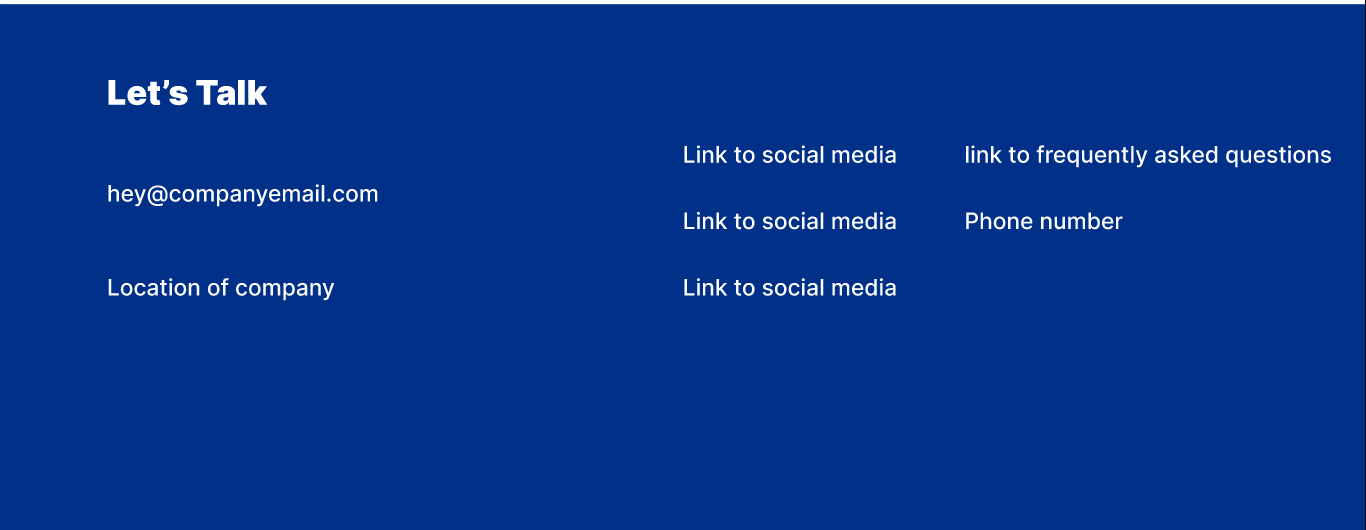 Let’s Talk
hey@companyemail.com
Location of company
Link to social media
Link to social media
Link to social media
link to frequently asked questions
Phone number